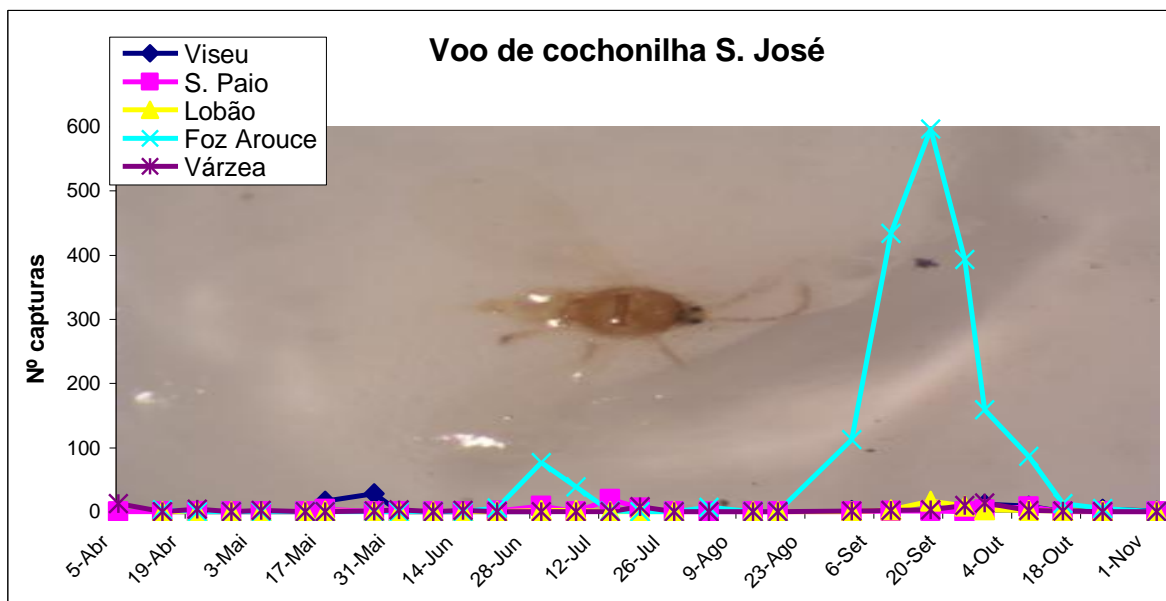 Voo de cochonilha S. José
Viseu
S. Paio
Lobão
Foz Arouce
Várzea
Nº capturas
600
500
400
300
200
100
0
5-Abr
19-Abr
3-Mai
17-Mai
31-Mai
14-Jun
28-Jun
12-Jul
26-Jul
9-Ago
23-Ago
6-Set
20-Set
4-Out
18-Out
1-Nov